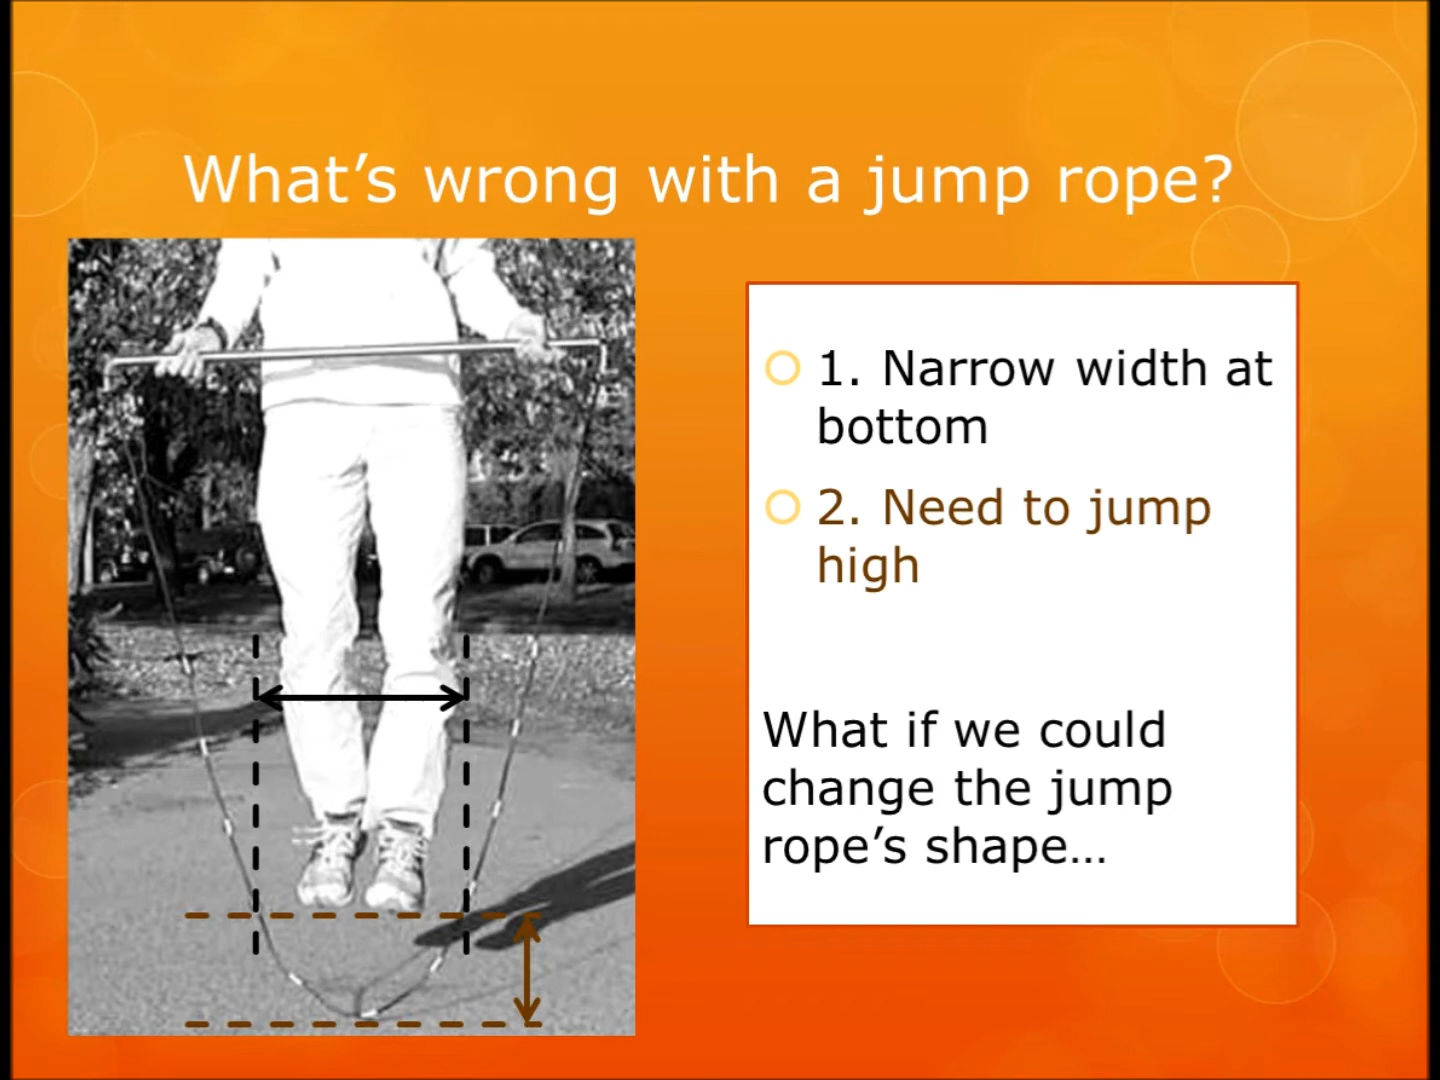 What’s wrong with a jump rope?
1. Narrow width at
bottom
2. Need to jump
high
What if we could
change the jump
rope’s shape…